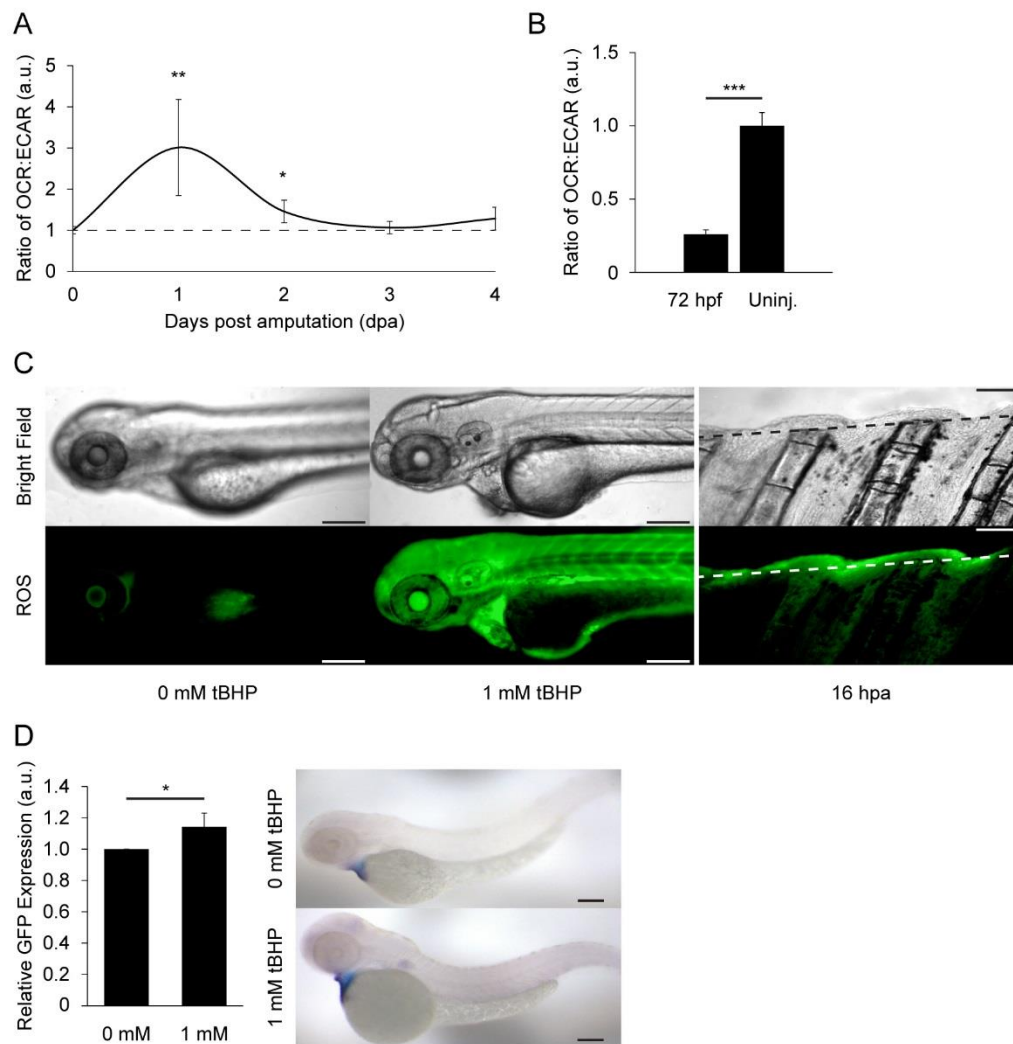 A
Ratio of OCR:ECAR (a.u.)
5
4
3
2
1
0
**
*
0 1 2 3 4
Days post amputation (dpa)
B
Ratio of OCR:ECAR (a.u.)
1.5
1.0
0.5
0
***
72 hpf Uninj.
C
Bright Field
ROS
0 mM tBHP 1 mM tBHP 16 hpa
D
Relative GFP Expression (a.u.)
1.4
1.2
1.0
0.8
0.6
0.4
0.2
0
*
0 mM 1 mM
0 mM tBHP
1 mM tBHP